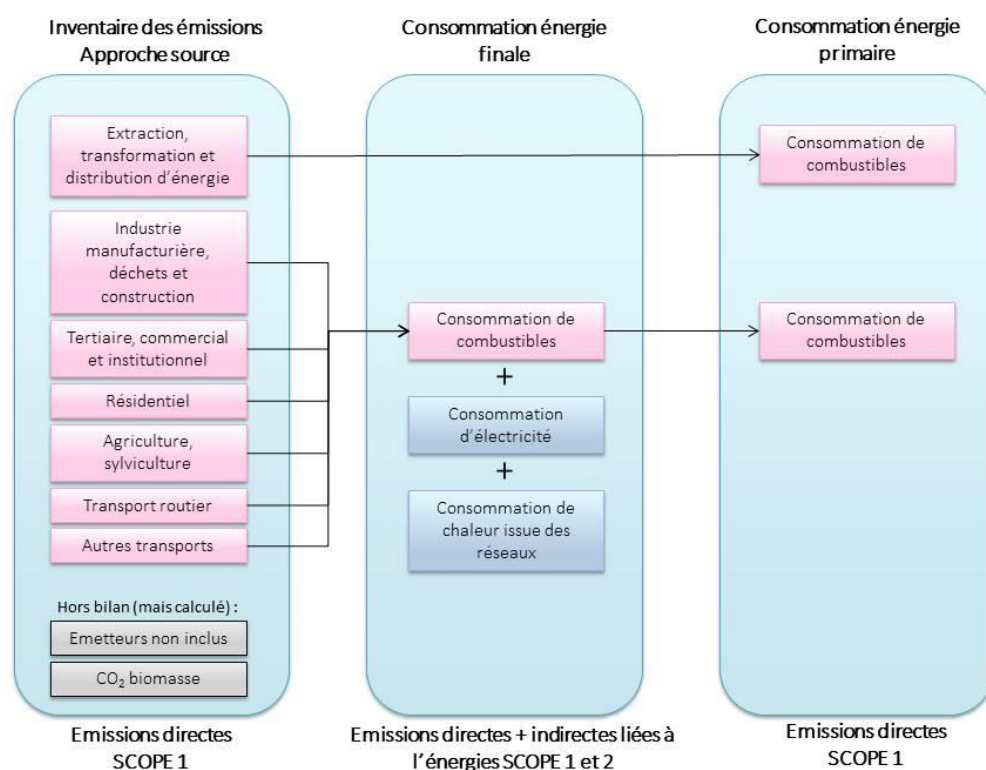 Inventaire des émissions
Approche source
Extraction,
transformation et
distribution d'énergie
Industrie
manufacturière,
déchets et
construction
Tertiaire, commercial
et institutionnel
Résidentiel
Agriculture,
sylviculture
Transport routier
Autres transports
Hors bilan (mais calculé) :
Emetteurs non inclus
CO₂ biomasse
Emissions directes
SCOPE 1
Consommation énergie
finale
Consommation de
combustibles
+
Consommation
d'électricité
+
Consommation de
chaleur issue des
réseaux
Emissions directes + indirectes liées à
l'énergies SCOPE 1 et 2
Consommation énergie
primaire
Consommation de
combustibles
Consommation de
combustibles
Emissions directes
SCOPE 1